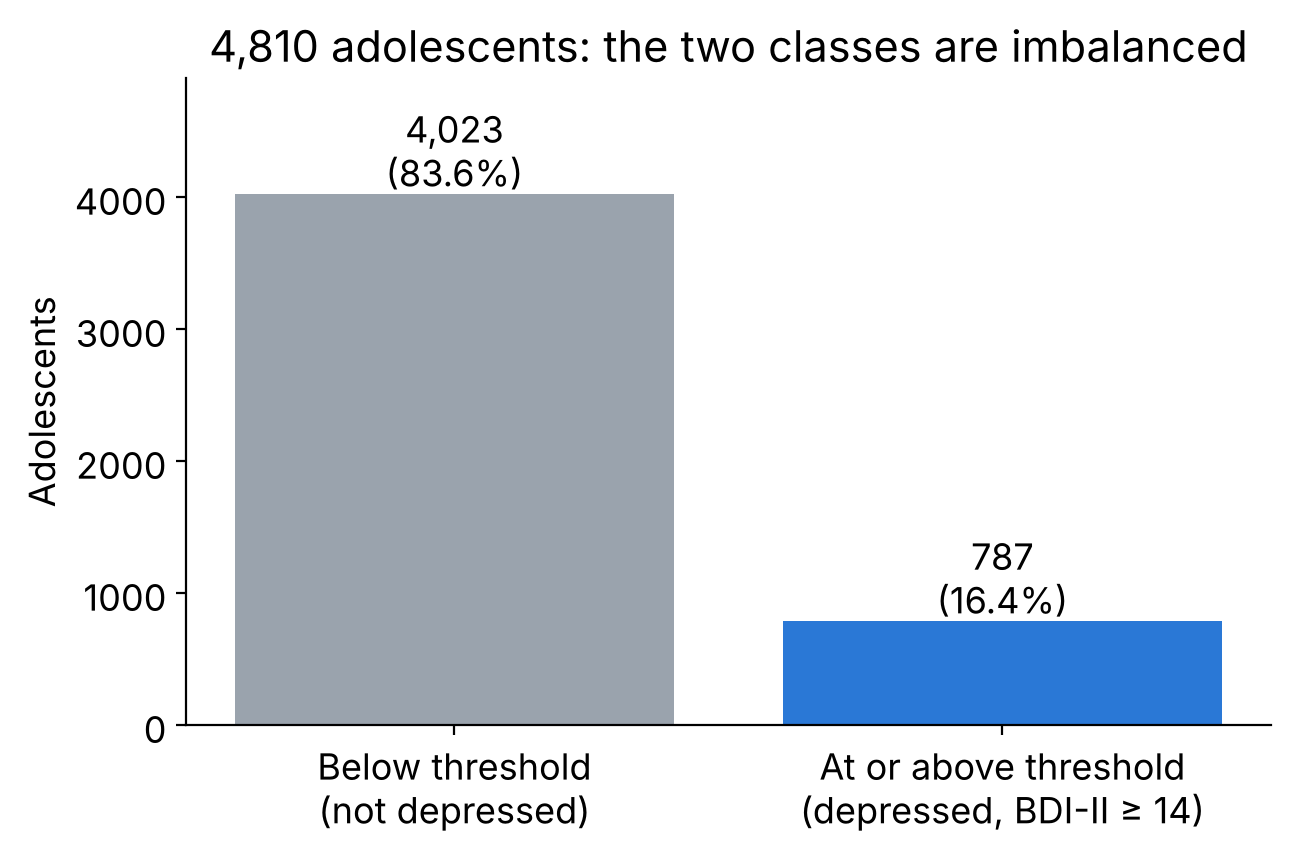 4,810 adolescents: the two classes are imbalanced
4,023
(83.6%)
4000
3000
2000
1000
0
Adolescents
787
(16.4%)
Below threshold
(not depressed)
At or above threshold
(depressed, BDI-II ≥ 14)